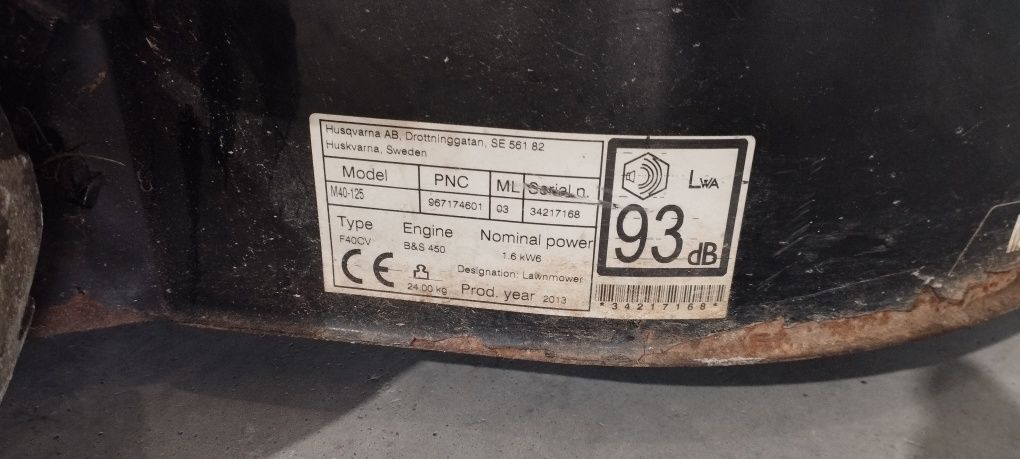 Husqvarna AB, Drottninggatan, SE 561 82
Huskvarna, Sweden
Model PNC ML Serial n.
M40-125 967174601 03 34217168
Type Engine Nominal power
F40CV B&S 450 1.6 kW6
CE 24.00 kg Designation: Lawnmower
Prod. year 2013
LWA
93 dB
*34217168*